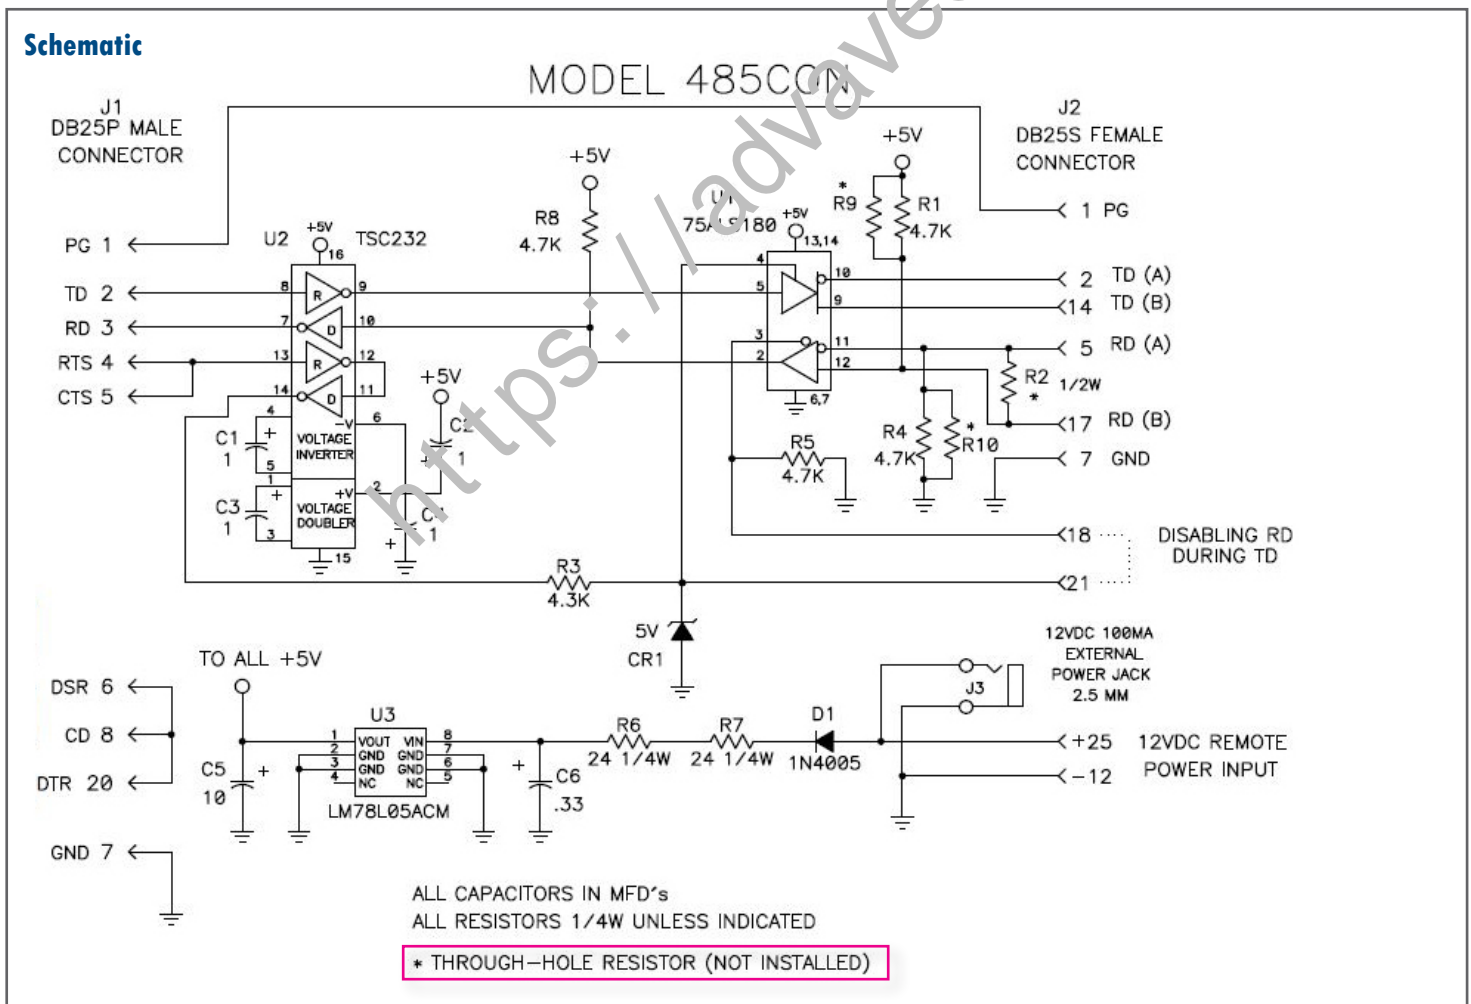 Schematic
MODEL 485CON
J1
DB25P MALE
CONNECTOR
J2
DB25S FEMALE
CONNECTOR
+5V
+5V
R8
4.7K
75ALS180
+5V
13,14
*
R9
R1
4.7K
1 PG
PG 1
U2
+5V
16
TSC232
TD 2
8
R
9
4
5
10
9
2 TD (A)
14 TD (B)
RD 3
7
D
10
3
2
11
12
5 RD (A)
RTS 4
13
R
12
CTS 5
14
D
11
+5V
6,7
R2
1/2W
*
17 RD (B)
4
C1
+
1
5
-V
6
VOLTAGE
INVERTER
C2
+
1
R5
4.7K
R4
4.7K
*
R10
7 GND
1
C3
+
1
3
+V
2
VOLTAGE
DOUBLER
15
+
1
18
21
DISABLING RD
DURING TD
R3
4.3K
5V
CR1
12VDC 100MA
EXTERNAL
POWER JACK
2.5 MM
J3
TO ALL +5V
DSR 6
CD 8
DTR 20
GND 7
U3
1 VOUT VIN 8
2 GND GND 7
3 GND GND 6
4 NC NC 5
LM78L05ACM
C5
+
10
+
C6
.33
R6
24 1/4W
R7
24 1/4W
D1
1N4005
+25
-12
12VDC REMOTE
POWER INPUT
ALL CAPACITORS IN MFD's
ALL RESISTORS 1/4W UNLESS INDICATED
* THROUGH-HOLE RESISTOR (NOT INSTALLED)